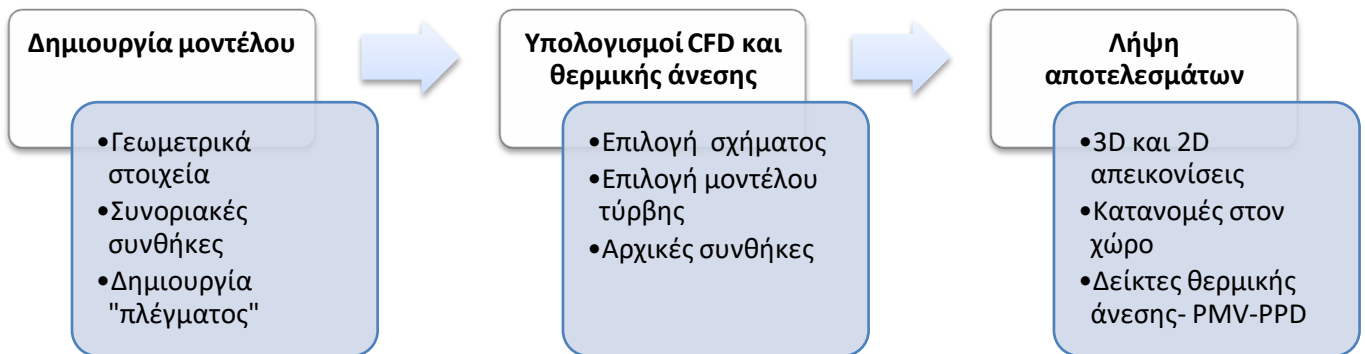 Δημιουργία μοντέλου
•Γεωμετρικά
στοιχεία
•Συνοριακές
συνθήκες
•Δημιουργία
"πλέγματος"
Υπολογισμοί CFD και
θερμικής άνεσης
•Επιλογή σχήματος
•Επιλογή μοντέλου
τύρβης
•Αρχικές συνθήκες
Λήψη
αποτελεσμάτων
•3D και 2D
απεικονίσεις
•Κατανομές στον
χώρο
•Δείκτες θερμικής
άνεσης- PMV-PPD